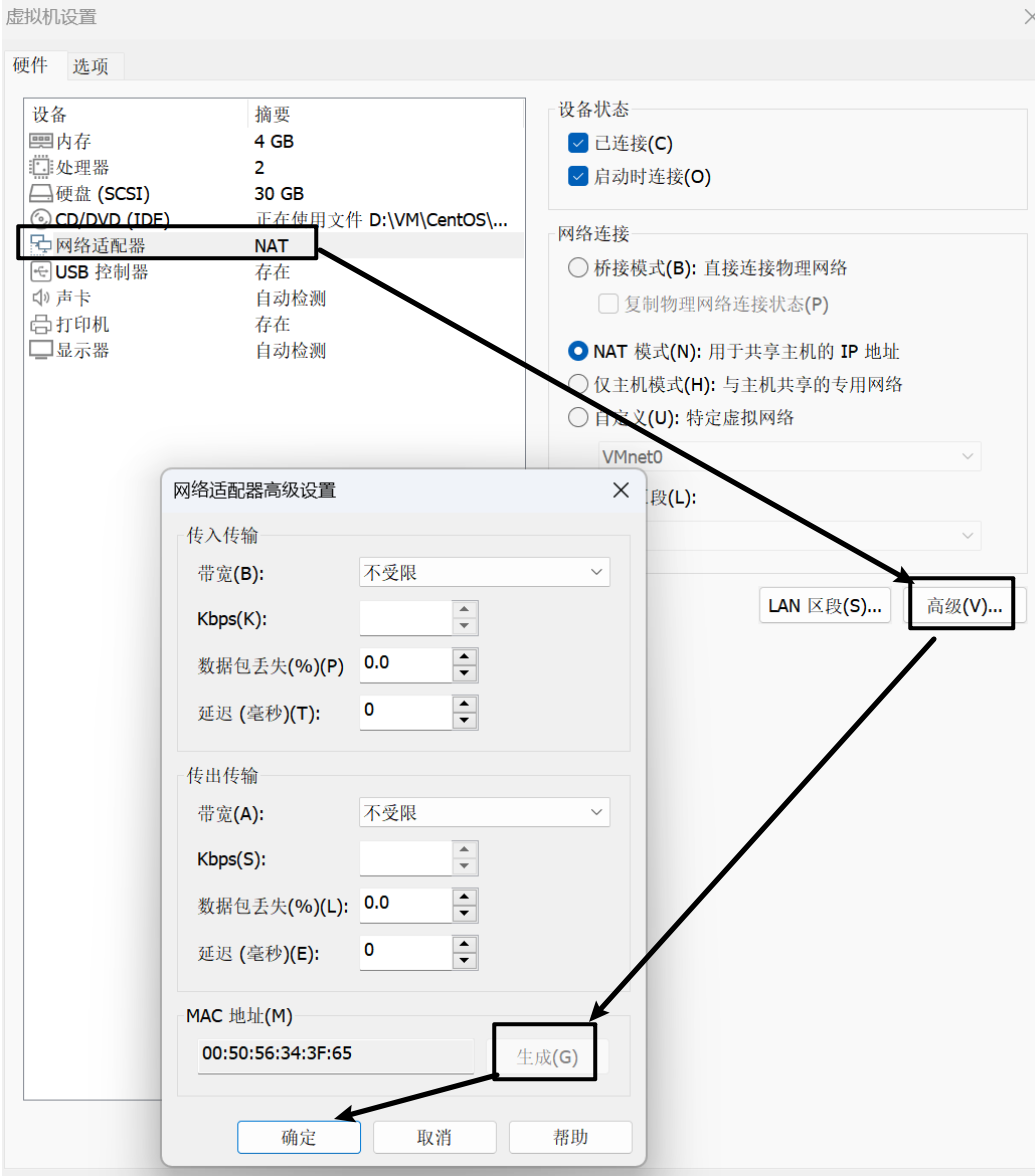 虚拟机设置
硬件 选项
设备 摘要
内存 4 GB
处理器 2
硬盘 (SCSI) 30 GB
CD/DVD (IDE) 正在使用文件 D:\VM\CentOS\...
网络适配器 NAT
USB 控制器 存在
声卡 自动检测
打印机 存在
显示器 自动检测
设备状态
已连接(C)
启动时连接(O)
网络连接
桥接模式(B): 直接连接物理网络
复制物理网络连接状态(P)
NAT 模式(N): 用于共享主机的 IP 地址
仅主机模式(H): 与主机共享的专用网络
自定义(U): 特定虚拟网络
VMnet0
区段(L):
LAN 区段(S)... 高级(V)...
网络适配器高级设置
传入传输
带宽(B): 不受限
Kbps(K):
数据包丢失(%)(P) 0.0
延迟 (毫秒)(T): 0
传出传输
带宽(A): 不受限
Kbps(S):
数据包丢失(%)(L): 0.0
延迟 (毫秒)(E): 0
MAC 地址(M)
00:50:56:34:3F:65 生成(G)
确定 取消 帮助